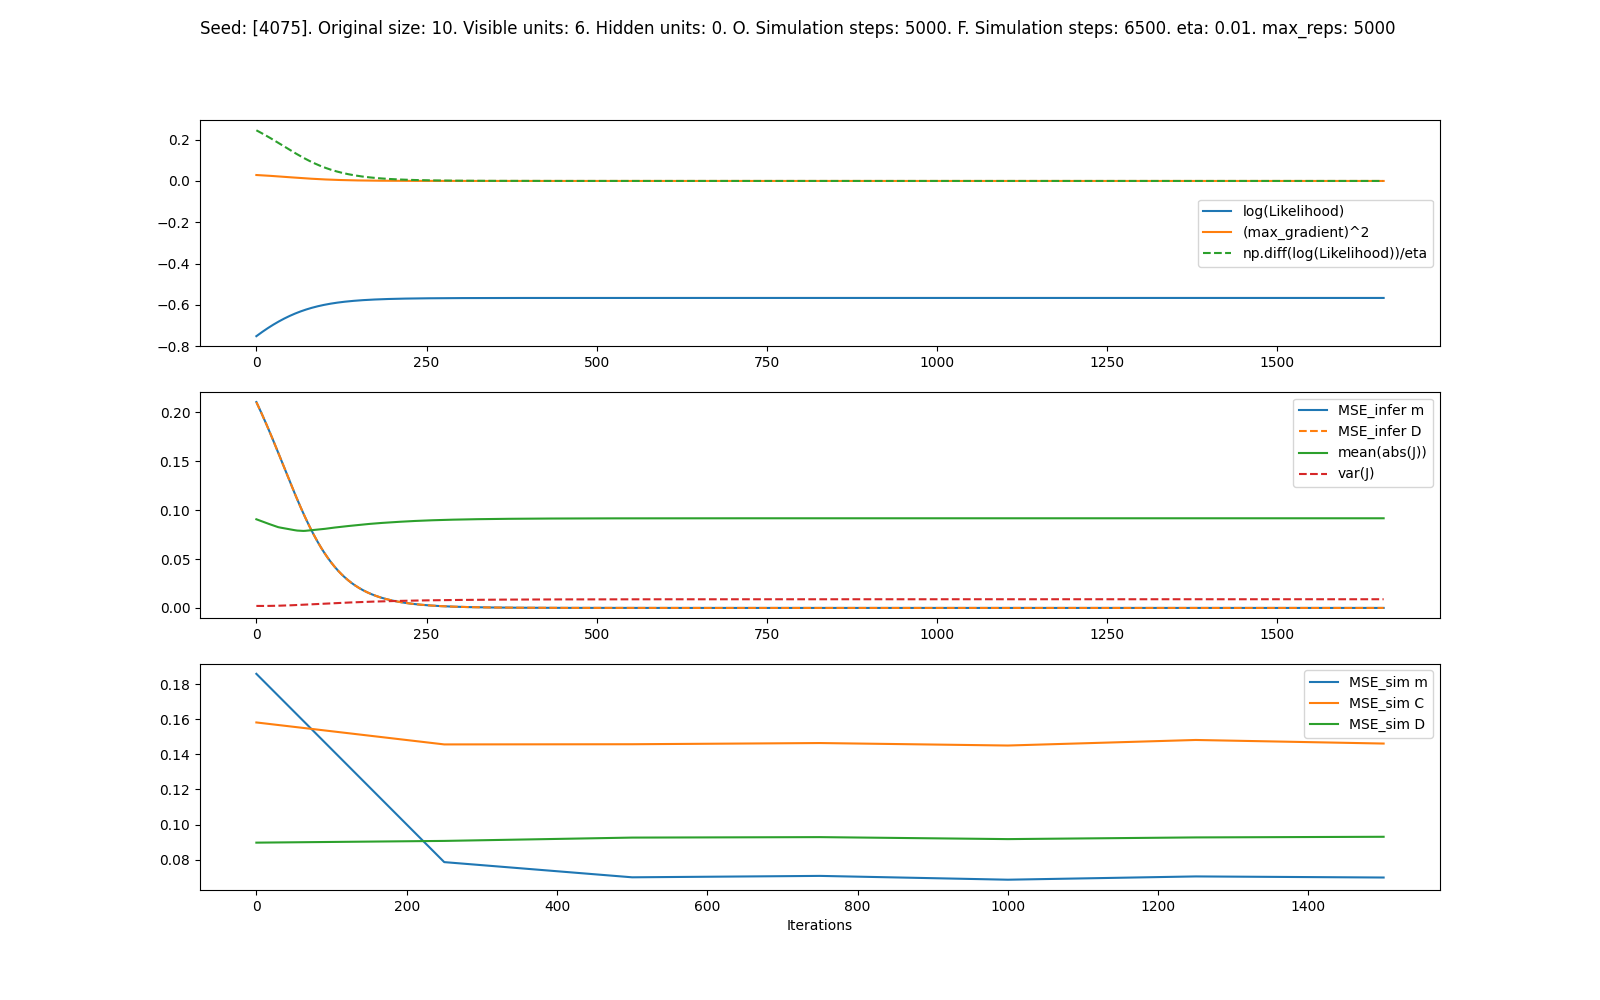 Seed: [4075]. Original size: 10. Visible units: 6. Hidden units: 0. O. Simulation steps: 5000. F. Simulation steps: 6500. eta: 0.01. max_reps: 5000
0.2
0.0
−0.2
−0.4
−0.6
−0.8
log(Likelihood)
(max_gradient)^2
np.diff(log(Likelihood))/eta
0 250 500 750 1000 1250 1500
0.20
0.15
0.10
0.05
0.00
MSE_infer m
MSE_infer D
mean(abs(J))
var(J)
0 250 500 750 1000 1250 1500
0.18
0.16
0.14
0.12
0.10
0.08
MSE_sim m
MSE_sim C
MSE_sim D
0 200 400 600 800 1000 1200 1400
Iterations